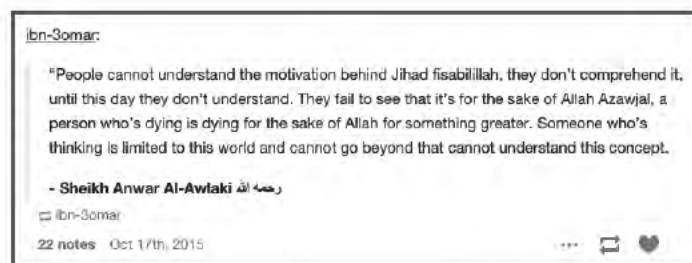 ibn-3omar:
"People cannot understand the motivation behind Jihad fisabilillah, they don't comprehend it,
until this day they don't understand. They fail to see that it's for the sake of Allah Azawjal, a
person who's dying is dying for the sake of Allah for something greater. Someone who's
thinking is limited to this world and cannot go beyond that cannot understand this concept.
- Sheikh Anwar Al-Awlaki رحمه الله
ibn-3omar
22 notes Oct 17th, 2015